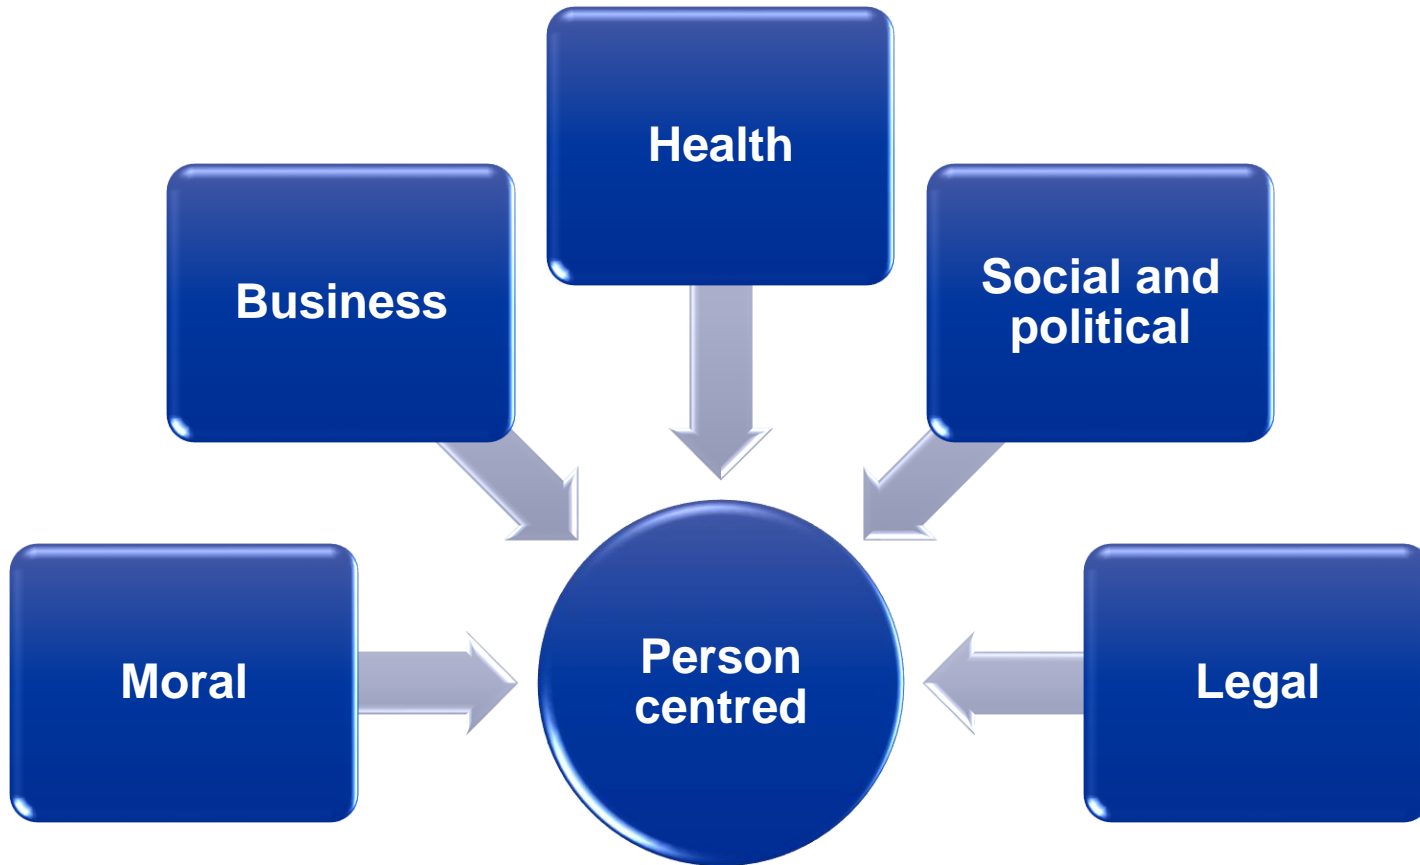 Health
Business
Social and
political
Moral
Person
centred
Legal